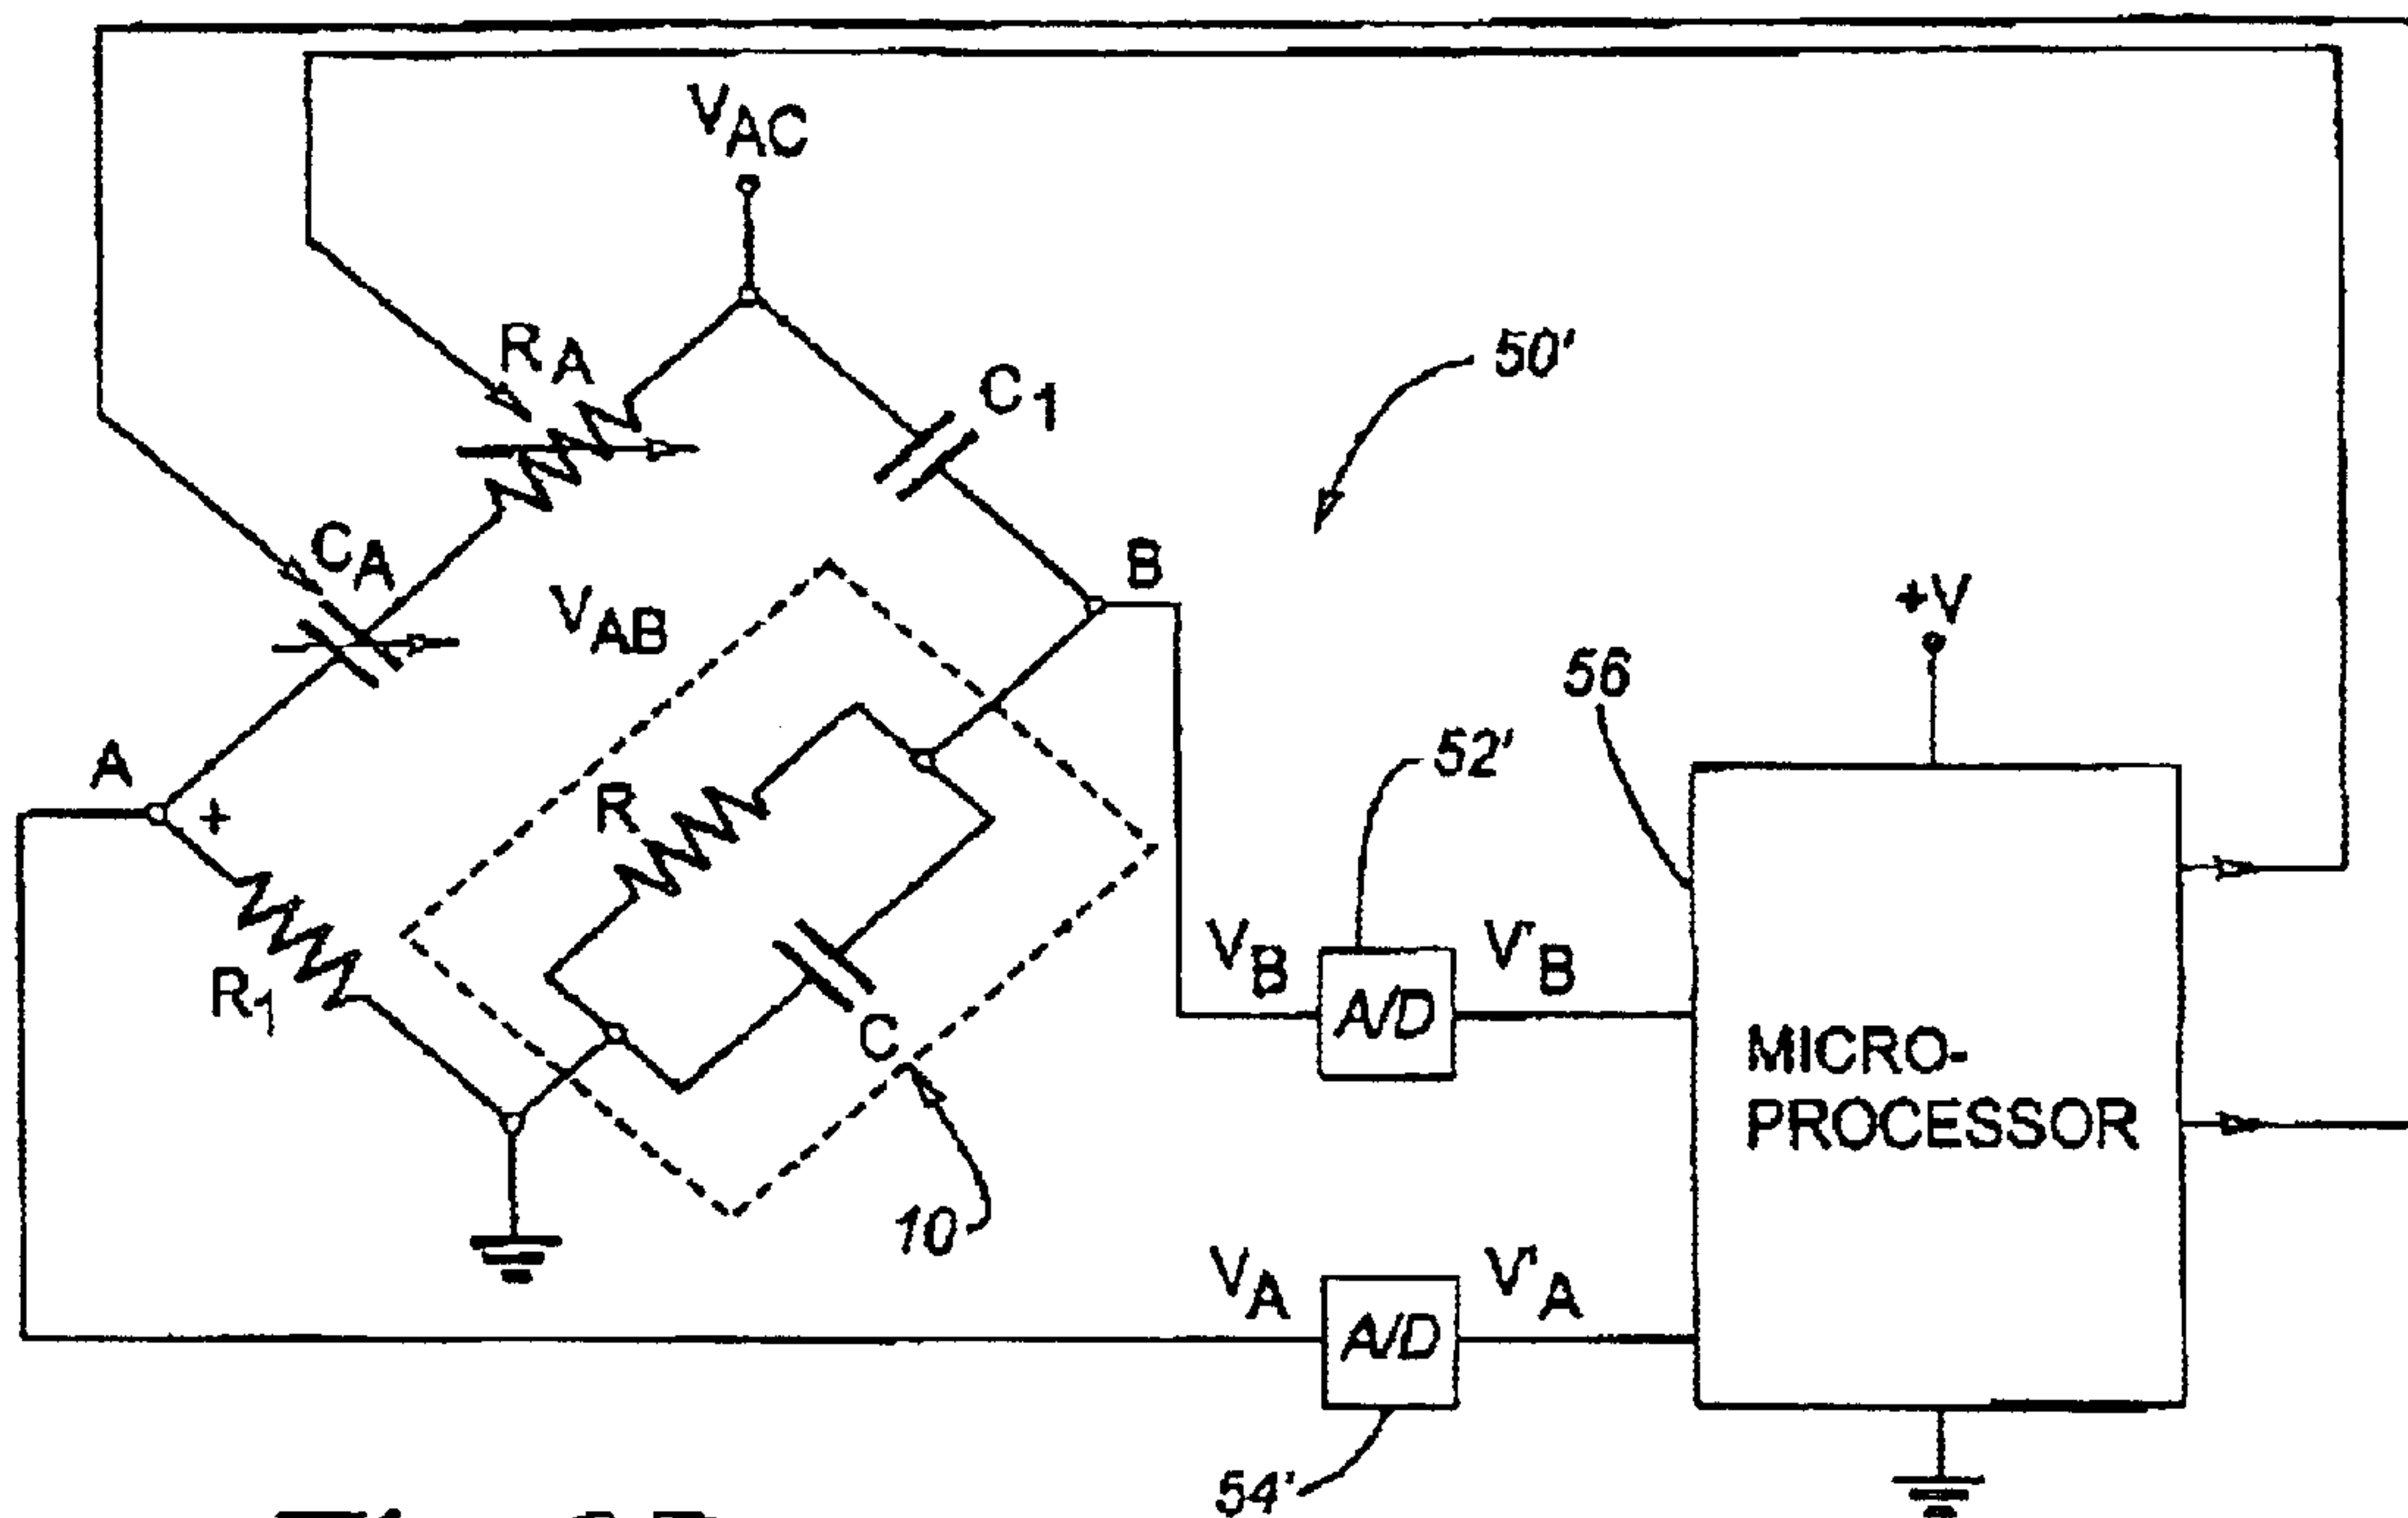 VAC
RA
C1
50'
CA
VAB
B
+V
56
A
+
R
52'
R1
VB
A/D
V'B
C
MICRO-
PROCESSOR
10
VA
A/D
V'A
54'